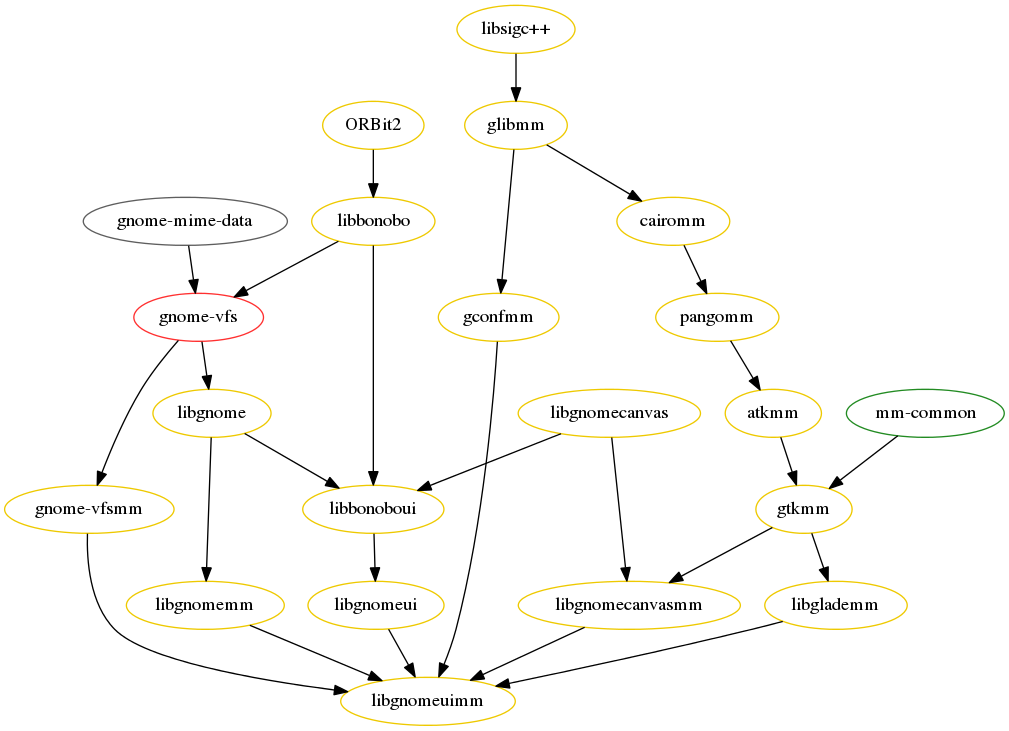 libsigc++
ORBit2
glibmm
gnome-mime-data
libbonobo
cairomm
gnome-vfs
gconfmm
pangomm
libgnome
libgnomecanvas
atkmm
mm-common
gnome-vfsmm
libbonoboui
gtkmm
libgnomemm
libgnomeui
libgnomecanvasmm
libglademm
libgnomeuimm